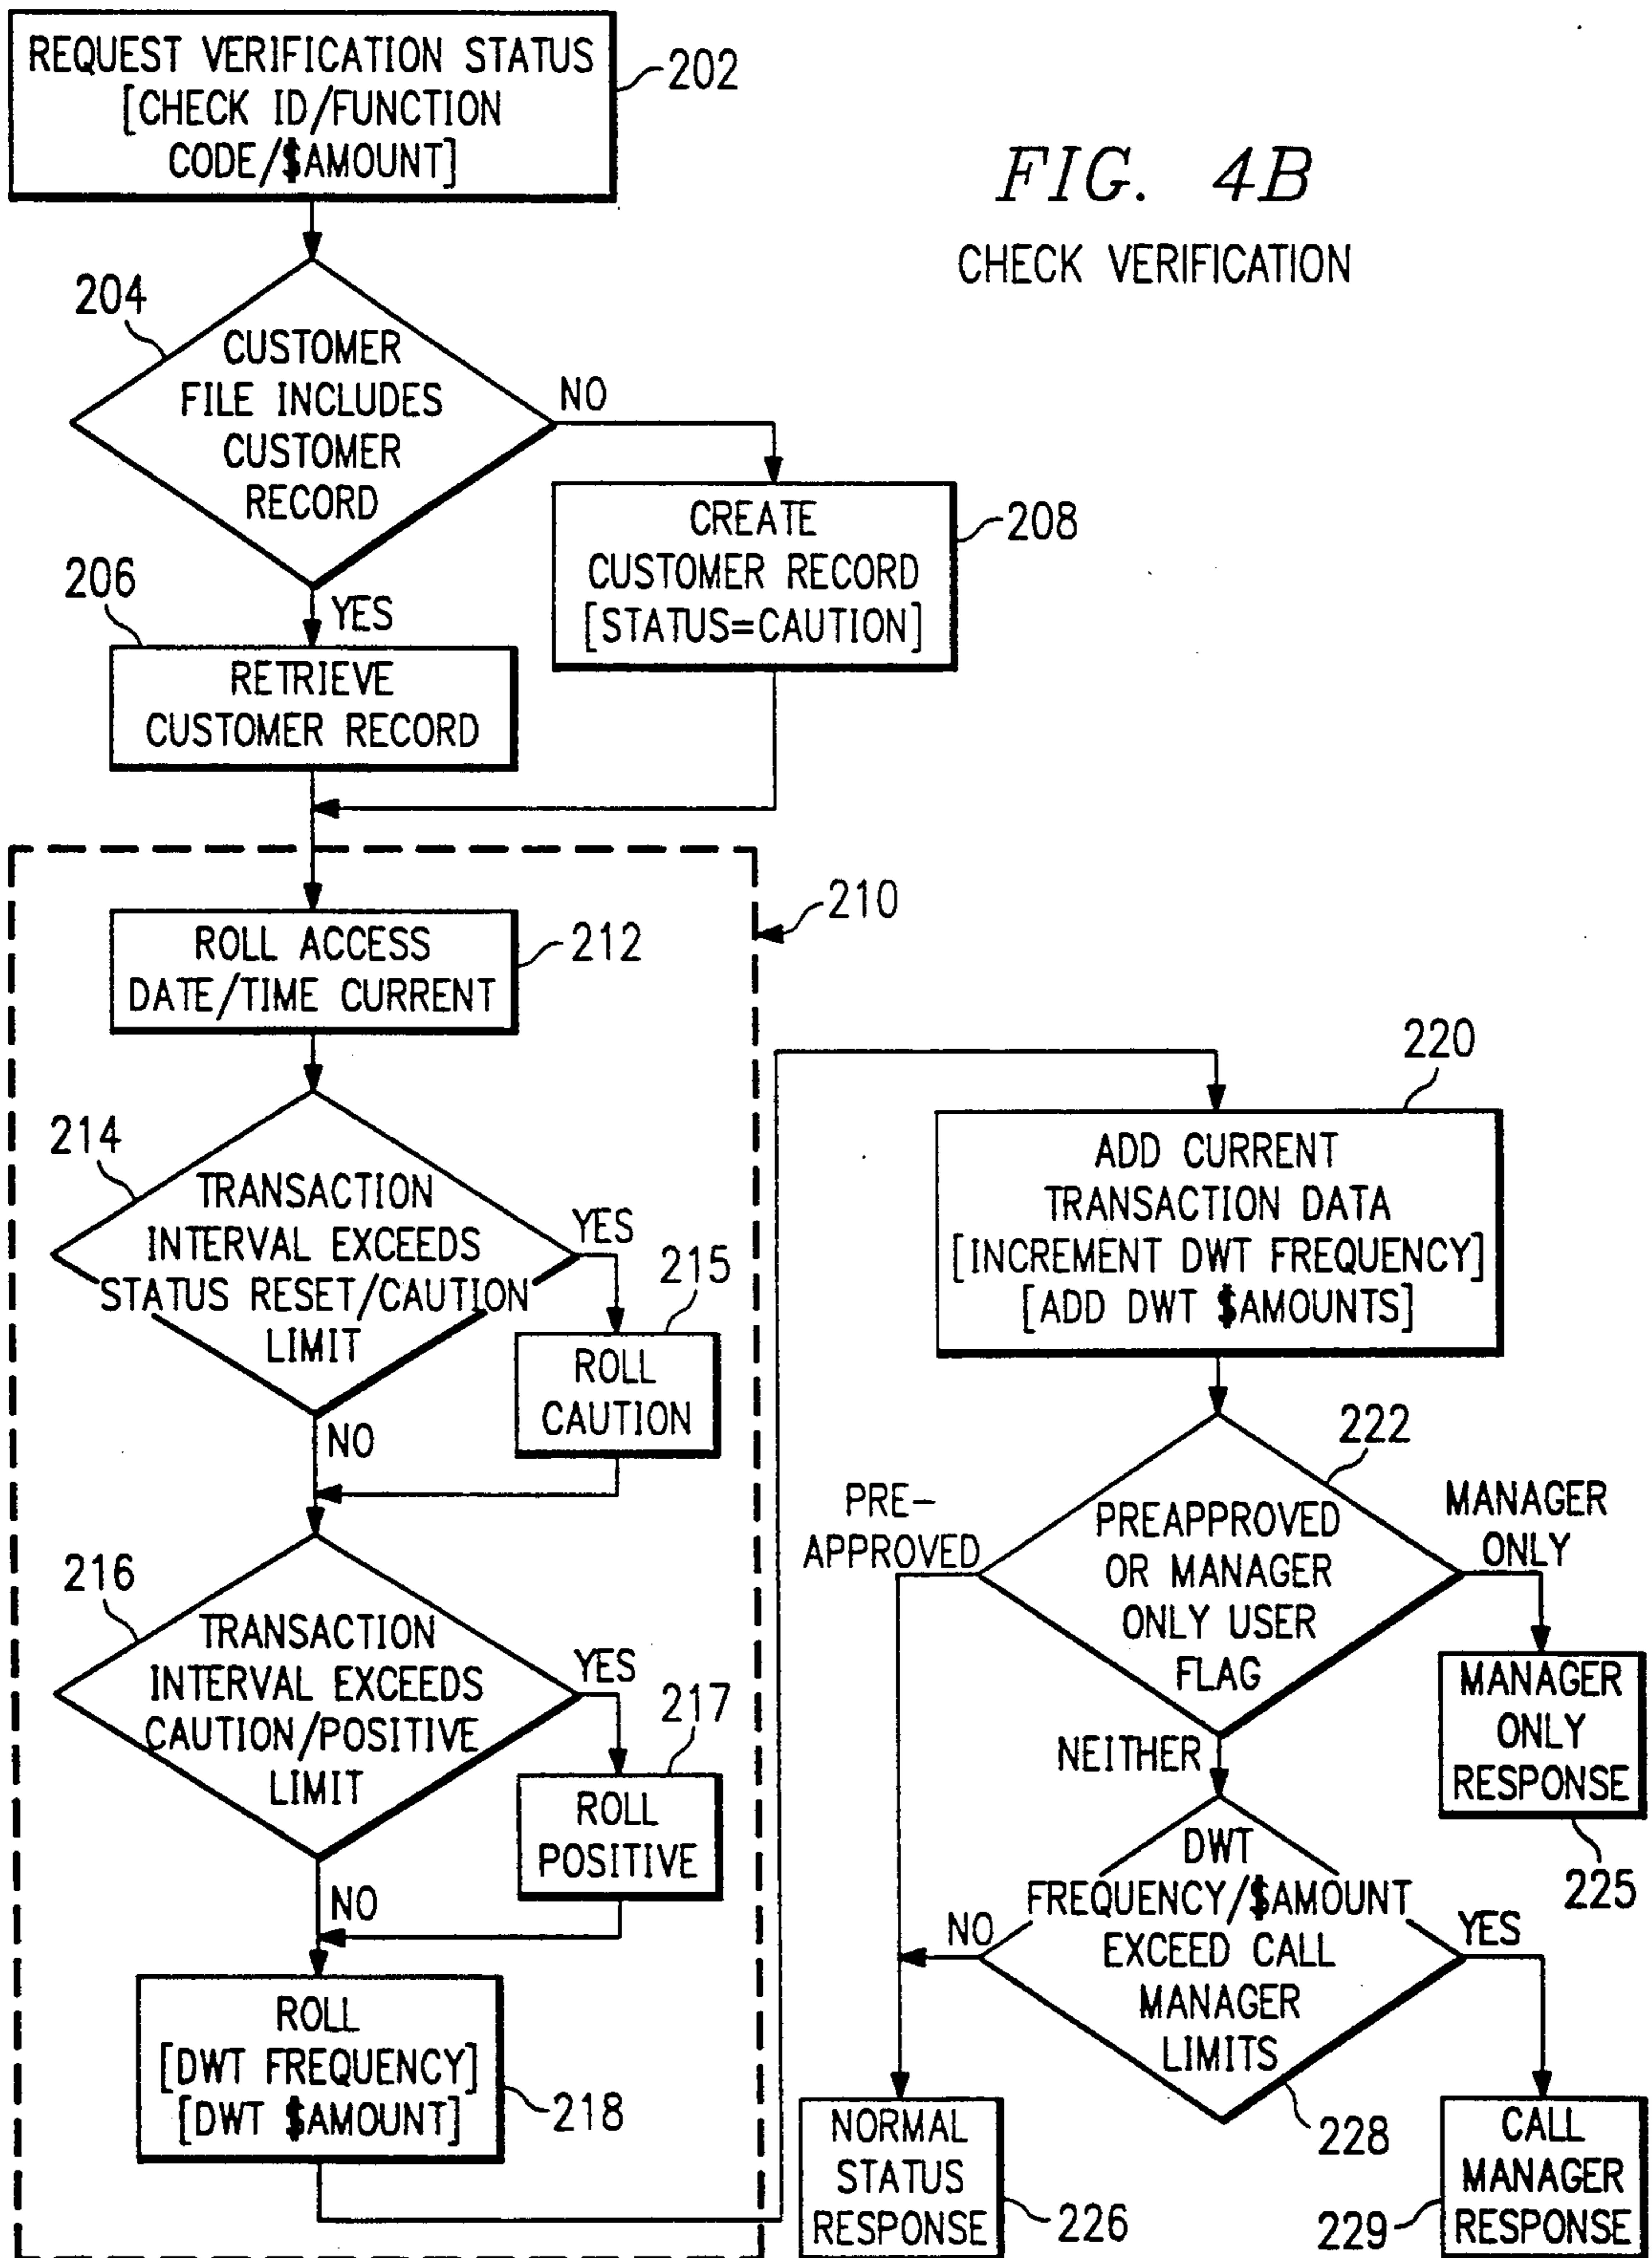 REQUEST VERIFICATION STATUS
[CHECK ID/FUNCTION
CODE/$AMOUNT]
202
FIG. 4B
CHECK VERIFICATION
204
CUSTOMER
FILE INCLUDES
CUSTOMER
RECORD
NO
YES
CREATE
CUSTOMER RECORD
[STATUS=CAUTION]
208
206
RETRIEVE
CUSTOMER RECORD
210
ROLL ACCESS
DATE/TIME CURRENT
212
214
TRANSACTION
INTERVAL EXCEEDS
STATUS RESET/CAUTION
LIMIT
YES
215
ROLL
CAUTION
NO
216
TRANSACTION
INTERVAL EXCEEDS
CAUTION/POSITIVE
LIMIT
YES
217
ROLL
POSITIVE
NO
ROLL
[DWT FREQUENCY]
[DWT $AMOUNT]
218
220
ADD CURRENT
TRANSACTION DATA
[INCREMENT DWT FREQUENCY]
[ADD DWT $AMOUNTS]
222
PRE-
APPROVED
PREAPPROVED
OR MANAGER
ONLY USER
FLAG
MANAGER
ONLY
MANAGER
ONLY
RESPONSE
225
NEITHER
DWT
FREQUENCY/$AMOUNT
EXCEED CALL
MANAGER
LIMITS
NO
YES
228
NORMAL
STATUS
RESPONSE
226
CALL
MANAGER
RESPONSE
229